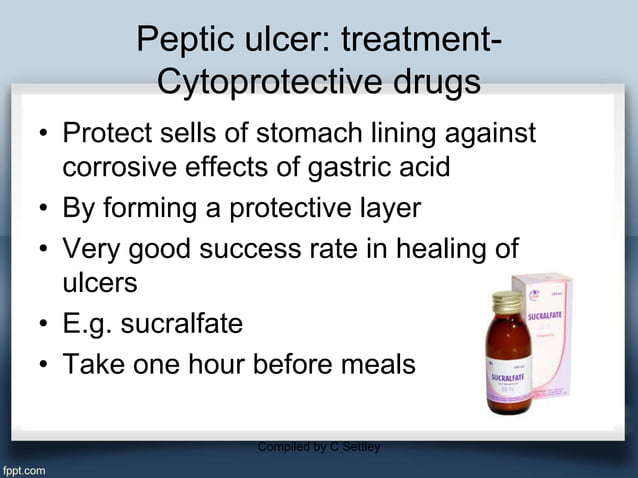 Peptic ulcer: treatment-
Cytoprotective drugs
• Protect sells of stomach lining against
corrosive effects of gastric acid
• By forming a protective layer
• Very good success rate in healing of
ulcers
• E.g. sucralfate
• Take one hour before meals
SUCRALFATE
SUCRALFATE
Compiled by C Settley
fppt.com